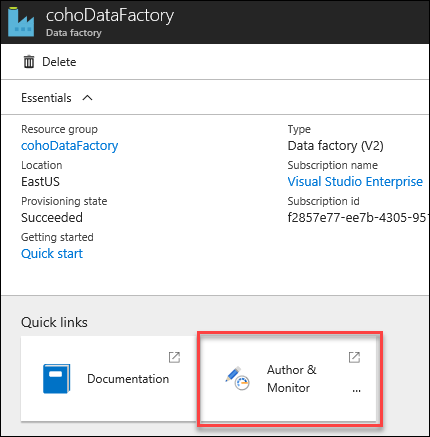 cohoDataFactory
Data factory
Delete
Essentials
Resource group
cohoDataFactory
Location
EastUS
Provisioning state
Succeeded
Getting started
Quick start
Type
Data factory (V2)
Subscription name
Visual Studio Enterprise
Subscription id
f2857e77-ee7b-4305-951
Quick links
Documentation
Author &
Monitor ...